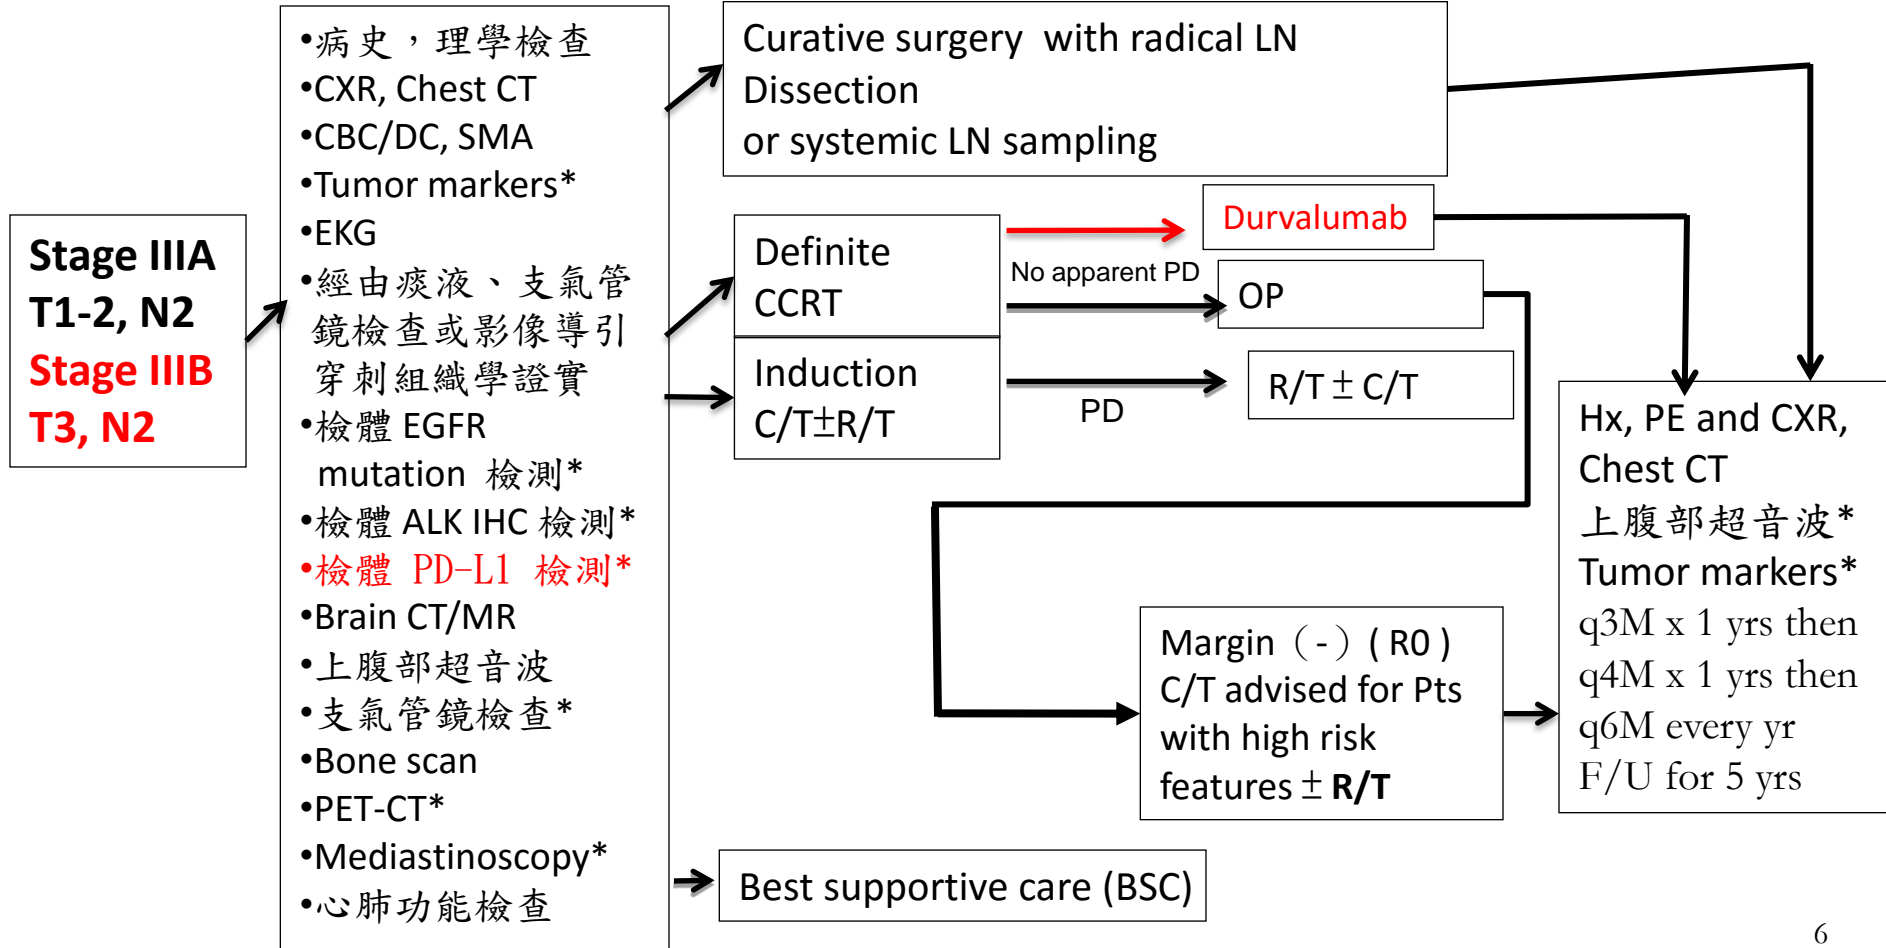 Stage IIIA
T1-2, N2
Stage IIIB
T3, N2
•病史，理學檢查
•CXR, Chest CT
•CBC/DC, SMA
•Tumor markers*
•EKG
•經由痰液、支氣管
鏡檢查或影像導引
穿刺組織學證實
•檢體 EGFR
mutation 檢測*
•檢體 ALK IHC 檢測*
•檢體 PD-L1 檢測*
•Brain CT/MR
•上腹部超音波
•支氣管鏡檢查*
•Bone scan
•PET-CT*
•Mediastinoscopy*
•心肺功能檢查
Curative surgery with radical LN
Dissection
or systemic LN sampling
Definite
CCRT
Induction
C/T±R/T
Durvalumab
No apparent PD
OP
PD
R/T ± C/T
Margin（-）( R0 )
C/T advised for Pts
with high risk
features ± R/T
Best supportive care (BSC)
Hx, PE and CXR,
Chest CT
上腹部超音波*
Tumor markers*
q3M x 1 yrs then
q4M x 1 yrs then
q6M every yr
F/U for 5 yrs
6